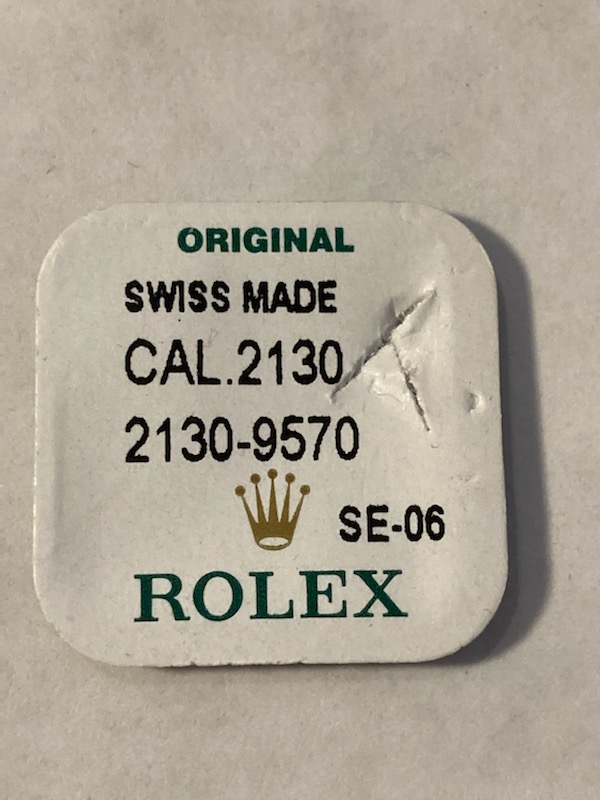 ORIGINAL
SWISS MADE
CAL.2130
2130-9570
SE-06
ROLEX